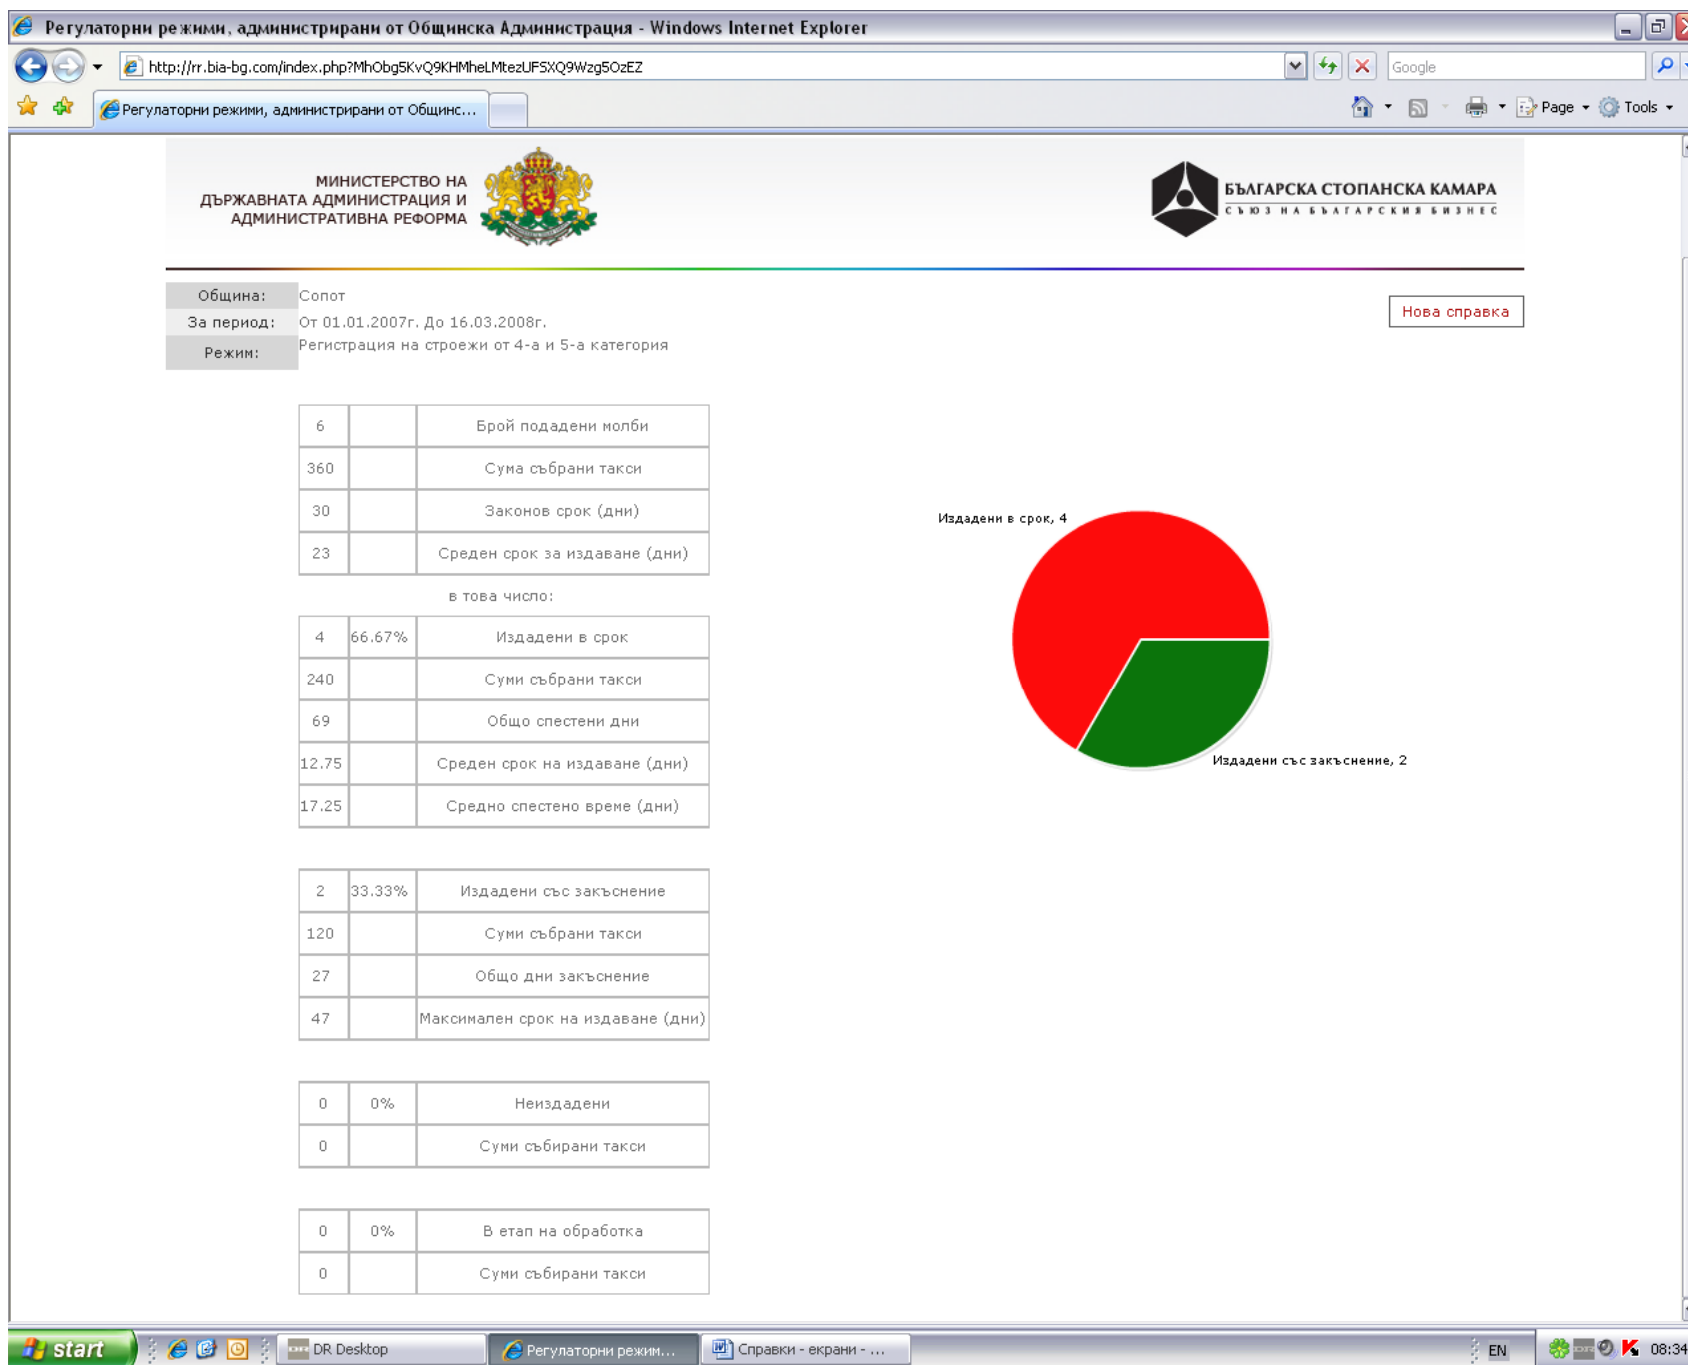 Регулаторни режими, администрирани от Общинска Администрация - Windows Internet Explorer
http://rr.bia-bg.com/index.php?MhObg5KvQ9KHMheLMtezUFSXQ9Wzg5OzEZ
Google
Регулаторни режими, администрирани от Общинс...
Page
Tools
МИНИСТЕРСТВО НА
ДЪРЖАВНАТА АДМИНИСТРАЦИЯ И
АДМИНИСТРАТИВНА РЕФОРМА
БЪЛГАРСКА СТОПАНСКА КАМАРА
СЪЮЗ НА БЪЛГАРСКИЯ БИЗНЕС
Община: Сопот
За период: От 01.01.2007г. До 16.03.2008г.
Режим: Регистрация на строежи от 4-а и 5-а категория
Нова справка
6 Брой подадени молби
360 Сума събрани такси
30 Законов срок (дни)
23 Среден срок за издаване (дни)
в това число:
4 66.67% Издадени в срок
240 Суми събрани такси
69 Общо спестени дни
12.75 Среден срок на издаване (дни)
17.25 Средно спестено време (дни)
2 33.33% Издадени със закъснение
120 Суми събрани такси
27 Общо дни закъснение
47 Максимален срок на издаване (дни)
0 0% Неиздадени
0 Суми събирани такси
0 0% В етап на обработка
0 Суми събирани такси
Издадени в срок, 4
Издадени със закъснение, 2
start
DR Desktop
Регулаторни режим...
Справки - екрани - ...
EN
08:34